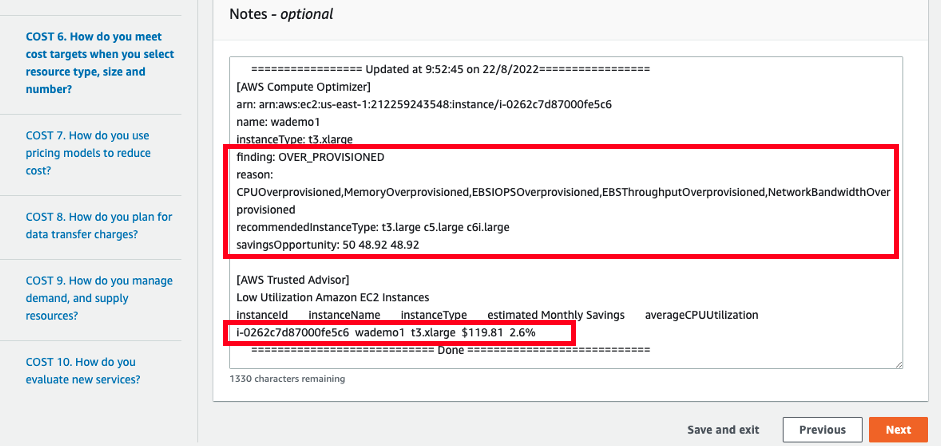 COST 6. How do you meet
cost targets when you select
resource type, size and
number?
COST 7. How do you use
pricing models to reduce
cost?
COST 8. How do you plan for
data transfer charges?
COST 9. How do you manage
demand, and supply
resources?
COST 10. How do you
evaluate new services?
Notes - optional
================= Updated at 9:52:45 on 22/8/2022=================
[AWS Compute Optimizer]
arn: arn:aws:ec2:us-east-1:212259243548:instance/i-0262c7d87000fe5c6
name: wademo1
instanceType: t3.xlarge
finding: OVER_PROVISIONED
reason:
CPUOverprovisioned,MemoryOverprovisioned,EBSIOPSOverprovisioned,EBSThroughputOverprovisioned,NetworkBandwidthOver
provisioned
recommendedInstanceType: t3.large c5.large c6i.large
savingsOpportunity: 50 48.92 48.92
[AWS Trusted Advisor]
Low Utilization Amazon EC2 Instances
instanceId instanceName instanceType estimated Monthly Savings averageCPUUtilization
i-0262c7d87000fe5c6 wademo1 t3.xlarge $119.81 2.6%
============================ Done ============================
1330 characters remaining
Save and exit
Previous
Next